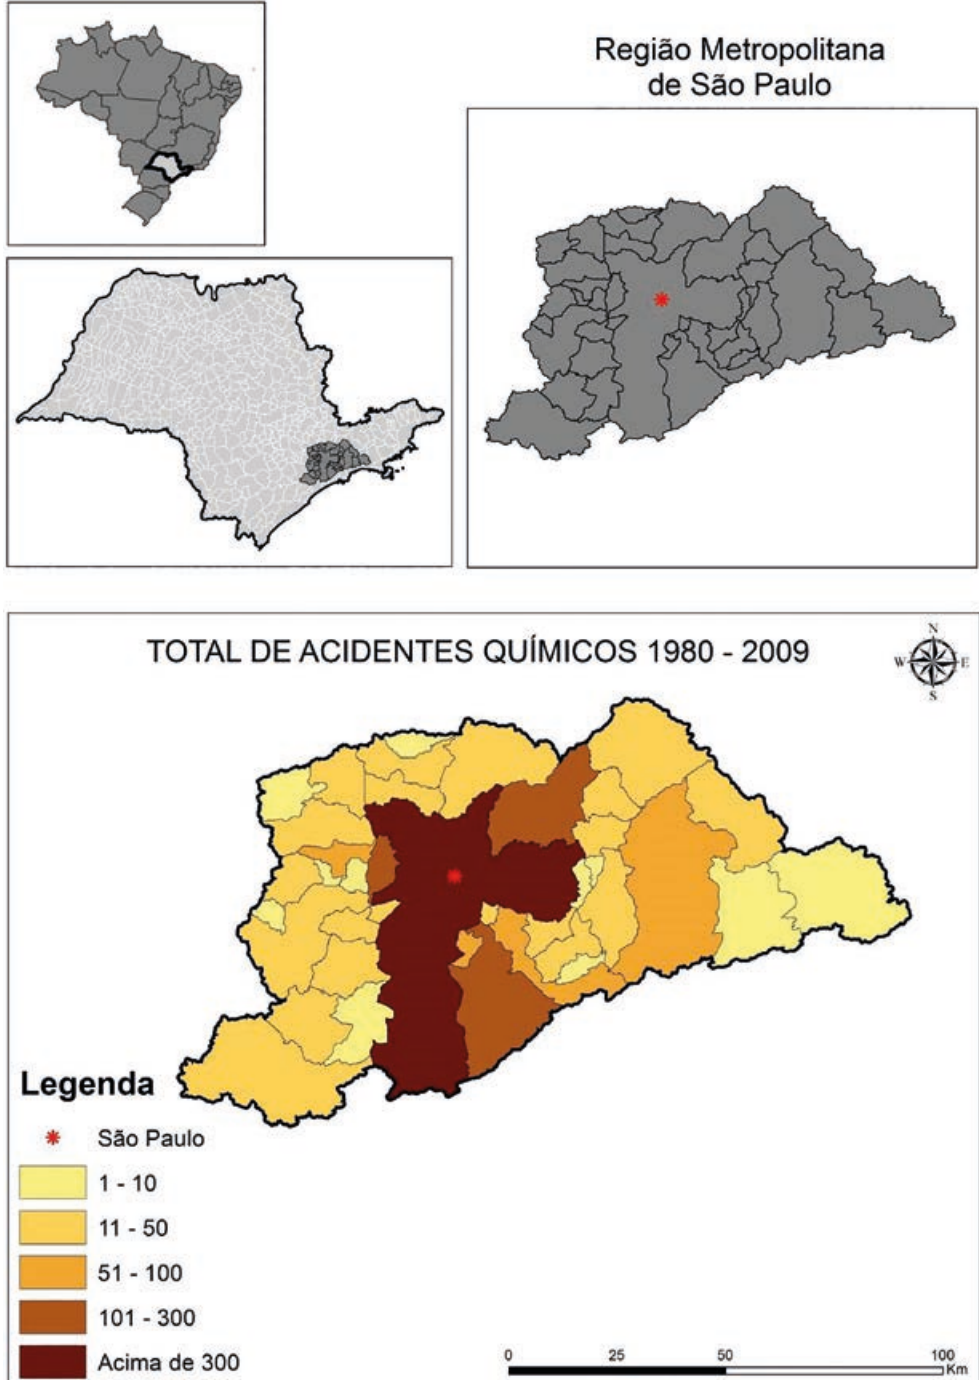 Região Metropolitana
de São Paulo
TOTAL DE ACIDENTES QUÍMICOS 1980 - 2009
N
W E
S
Legenda
São Paulo
1 - 10
11 - 50
51 - 100
101 - 300
Acima de 300
0 25 50 100
Km